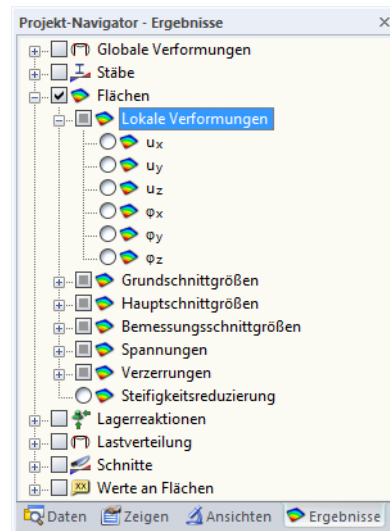 Projekt-Navigator - Ergebnisse
Globale Verformungen
Stäbe
Flächen
Lokale Verformungen
ux
uy
uz
φx
φy
φz
Grundschnittgrößen
Hauptschnittgrößen
Bemessungsschnittgrößen
Spannungen
Verzerrungen
Steifigkeitsreduzierung
Lagerreaktionen
Lastverteilung
Schnitte
Werte an Flächen
Daten Zeigen Ansichten Ergebnisse